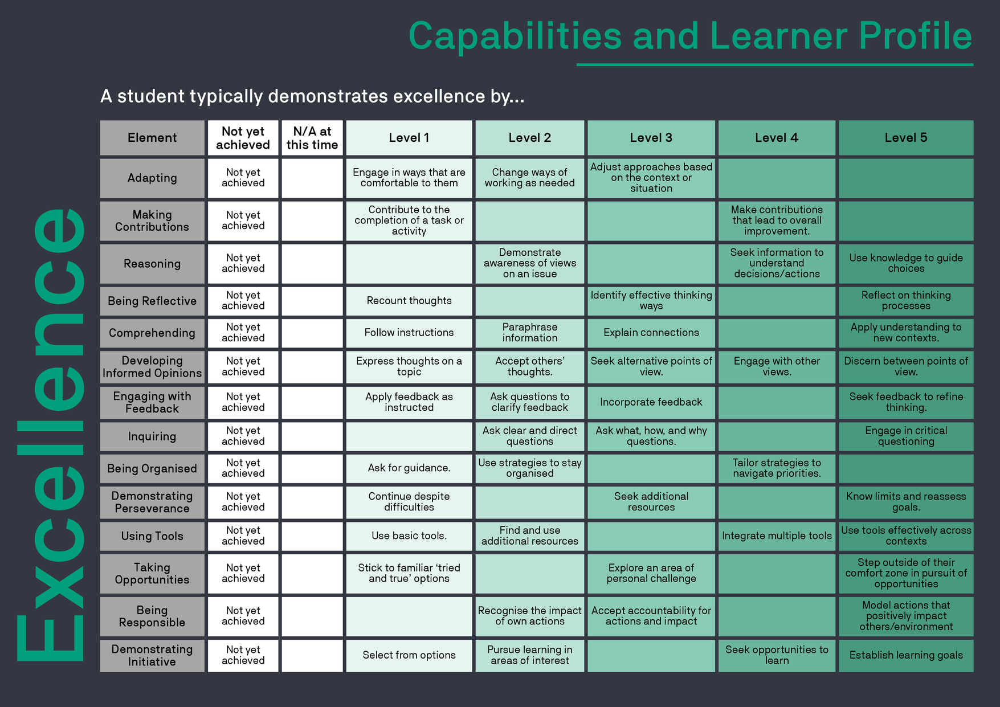 Capabilities and Learner Profile
A student typically demonstrates excellence by...
Excellence
Element
Not yet
achieved
N/A at
this time
Level 1
Level 2
Level 3
Level 4
Level 5
Adapting
Not yet
achieved
Engage in ways that are
comfortable to them
Change ways of
working as needed
Adjust approaches based
on the context or
situation
Making
Contributions
Not yet
achieved
Contribute to the
completion of a task or
activity
Make contributions
that lead to overall
improvement.
Reasoning
Not yet
achieved
Demonstrate
awareness of views
on an issue
Seek information to
understand
decisions/actions
Use knowledge to guide
choices
Being Reflective
Not yet
achieved
Recount thoughts
Identify effective thinking
ways
Reflect on thinking
processes
Comprehending
Not yet
achieved
Follow instructions
Paraphrase
information
Explain connections
Apply understanding to
new contexts.
Developing
Informed Opinions
Not yet
achieved
Express thoughts on a
topic
Accept others’
thoughts.
Seek alternative points of
view.
Engage with other
views.
Discern between points of
view.
Engaging with
Feedback
Not yet
achieved
Apply feedback as
instructed
Ask questions to
clarify feedback
Incorporate feedback
Seek feedback to refine
thinking.
Inquiring
Not yet
achieved
Ask clear and direct
questions
Ask what, how, and why
questions.
Engage in critical
questioning
Being Organised
Not yet
achieved
Ask for guidance.
Use strategies to stay
organised
Tailor strategies to
navigate priorities.
Demonstrating
Perseverance
Not yet
achieved
Continue despite
difficulties
Seek additional
resources
Know limits and reassess
goals.
Using Tools
Not yet
achieved
Use basic tools.
Find and use
additional resources
Integrate multiple tools
Use tools effectively across
contexts
Taking
Opportunities
Not yet
achieved
Stick to familiar ‘tried
and true’ options
Explore an area of
personal challenge
Step outside of their
comfort zone in pursuit of
opportunities
Being
Responsible
Not yet
achieved
Recognise the impact
of own actions
Accept accountability for
actions and impact
Model actions that
positively impact
others/environment
Demonstrating
Initiative
Not yet
achieved
Select from options
Pursue learning in
areas of interest
Seek opportunities to
learn
Establish learning goals